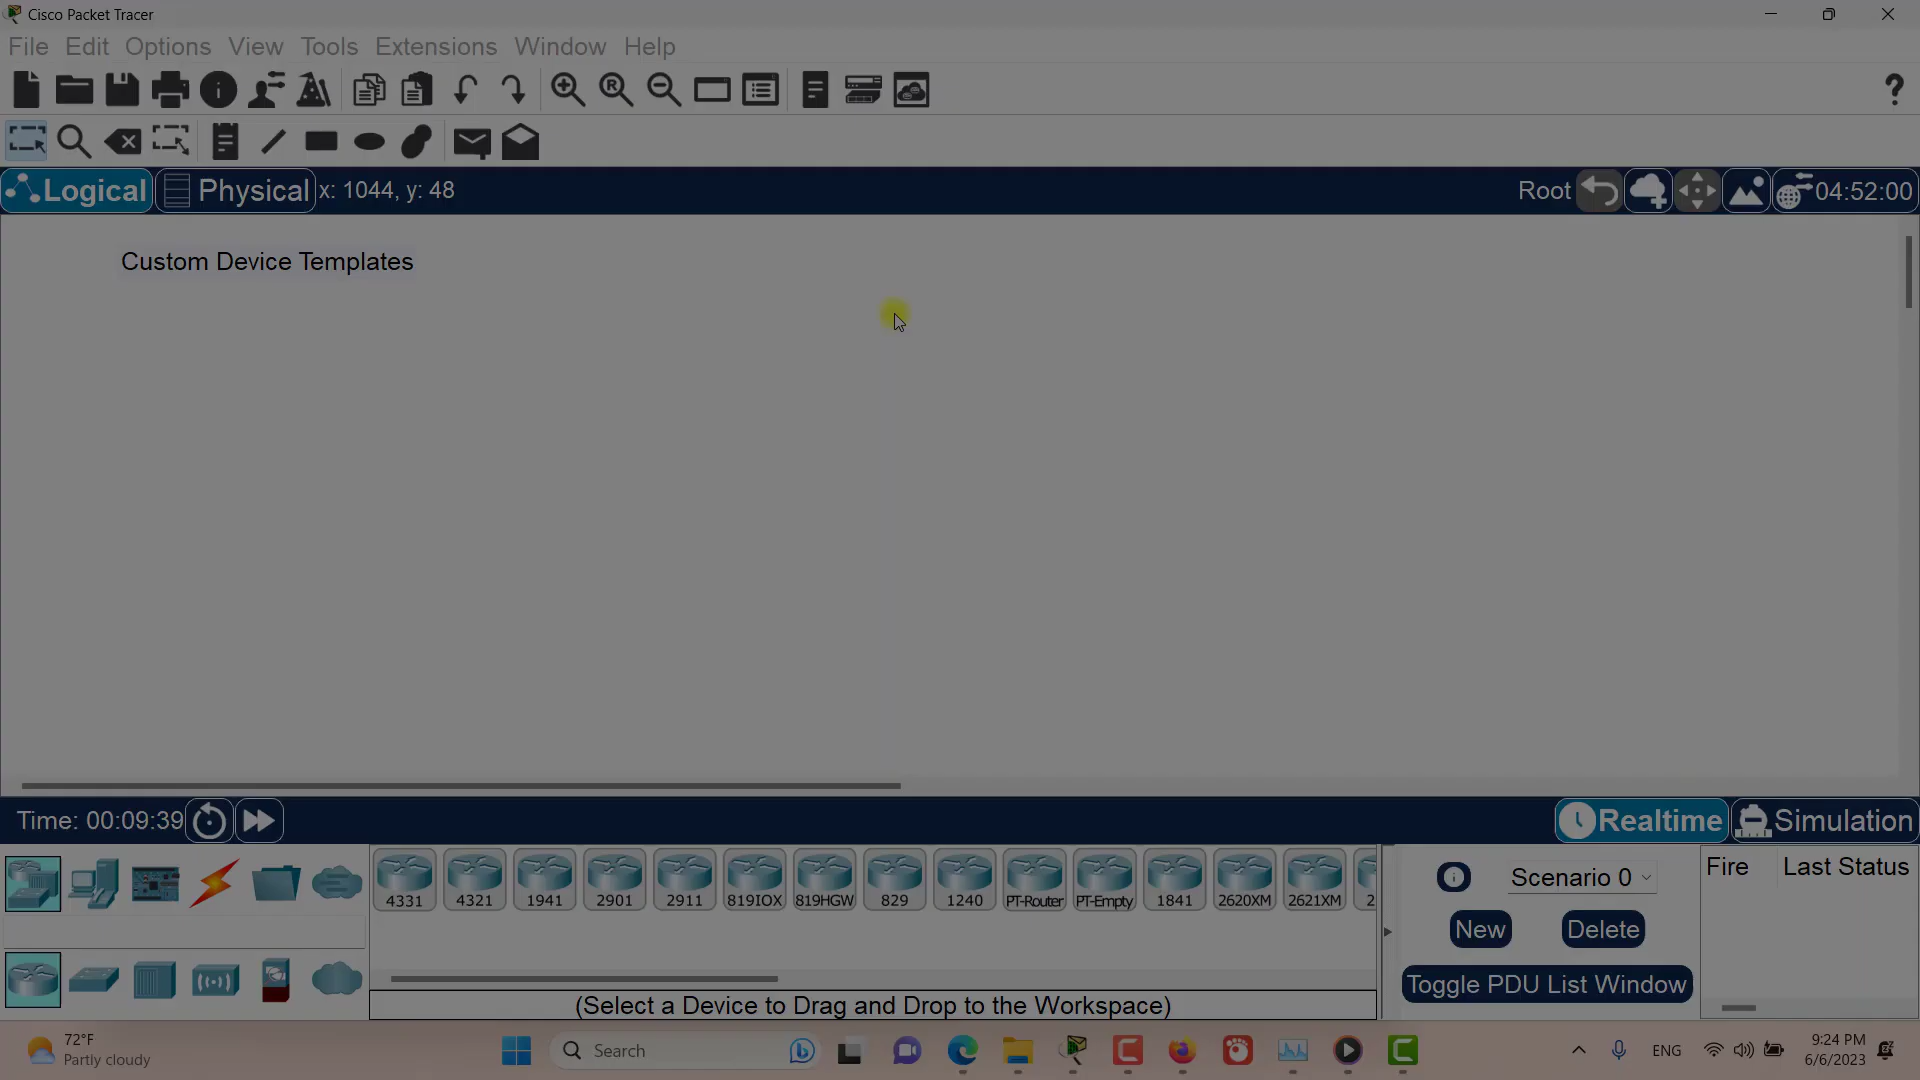 Cisco Packet Tracer
File Edit Options View Tools Extensions Window Help
Logical Physical x: 1044, y: 48 Root 04:52:00
Custom Device Templates
Time: 00:09:39 Realtime Simulation
4331 4321 1941 2901 2911 819IOX 819HGW 829 1240 PT-Router PT-Empty 1841 2620XM 2621XM 2
Scenario 0
Fire Last Status
New Delete
Toggle PDU List Window
(Select a Device to Drag and Drop to the Workspace)
72°F
Partly cloudy
Search
ENG
9:24 PM
6/6/2023